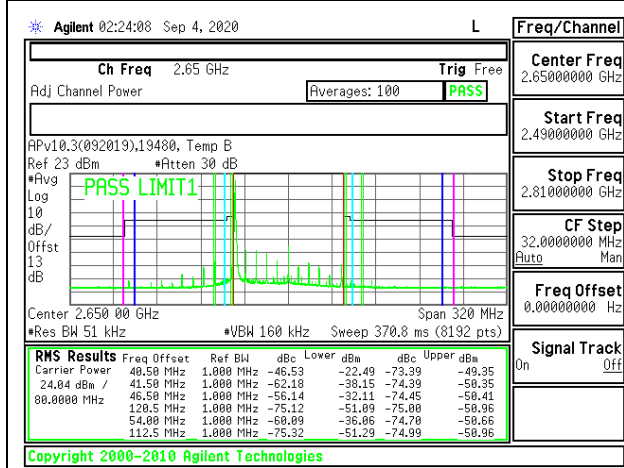 Agilent 02:24:08 Sep 4, 2020 L
Freq/Channel
Ch Freq 2.65 GHz Trig Free
Adj Channel Power Averages: 100 PASS
APv10.3(092019),19480, Temp B
Ref 23 dBm #Atten 30 dB
#Avg
Log
10
dB/
Offst
13
dB
PASS LIMIT1
Center 2.650 00 GHz Span 320 MHz
#Res BW 51 kHz #VBW 160 kHz Sweep 370.8 ms (8192 pts)
RMS Results Freq Offset Ref BW dBc Lower dBm dBc Upper dBm
Carrier Power 40.50 MHz 1.000 MHz -46.53 -22.49 -73.39 -49.35
24.04 dBm / 41.50 MHz 1.000 MHz -62.18 -38.15 -74.39 -50.35
80.0000 MHz 46.50 MHz 1.000 MHz -56.14 -32.11 -74.45 -50.41
120.5 MHz 1.000 MHz -75.12 -51.09 -75.00 -50.96
54.00 MHz 1.000 MHz -60.09 -36.06 -74.70 -50.66
112.5 MHz 1.000 MHz -75.32 -51.29 -74.99 -50.96
Center Freq
2.65000000 GHz
Start Freq
2.49000000 GHz
Stop Freq
2.81000000 GHz
CF Step
32.0000000 MHz
Auto Man
Freq Offset
0.00000000 Hz
Signal Track
On Off
Copyright 2000-2010 Agilent Technologies